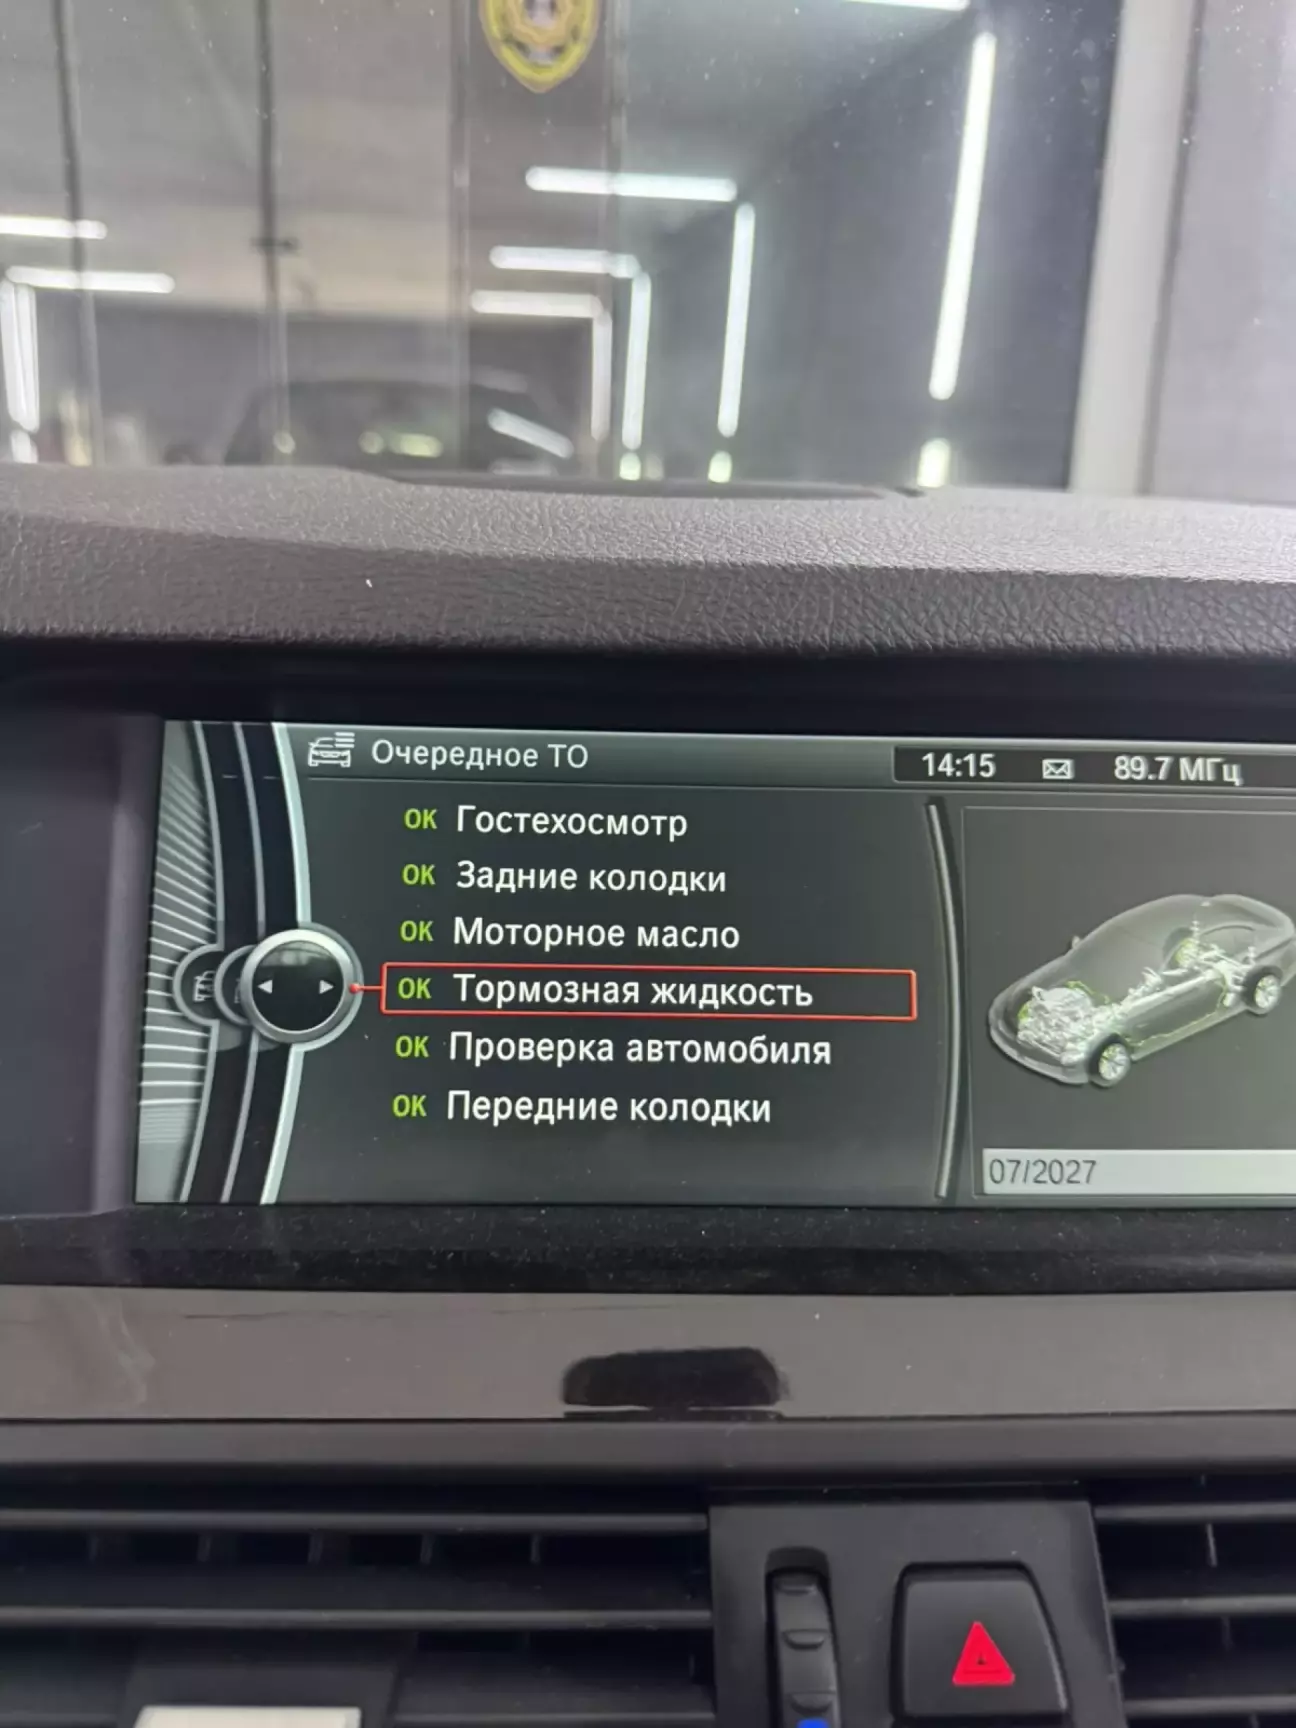 Очередное ТО
14:15 89.7 МГц
OK Гостехосмотр
OK Задние колодки
OK Моторное масло
OK Тормозная жидкость
OK Проверка автомобиля
OK Передние колодки
07/2027